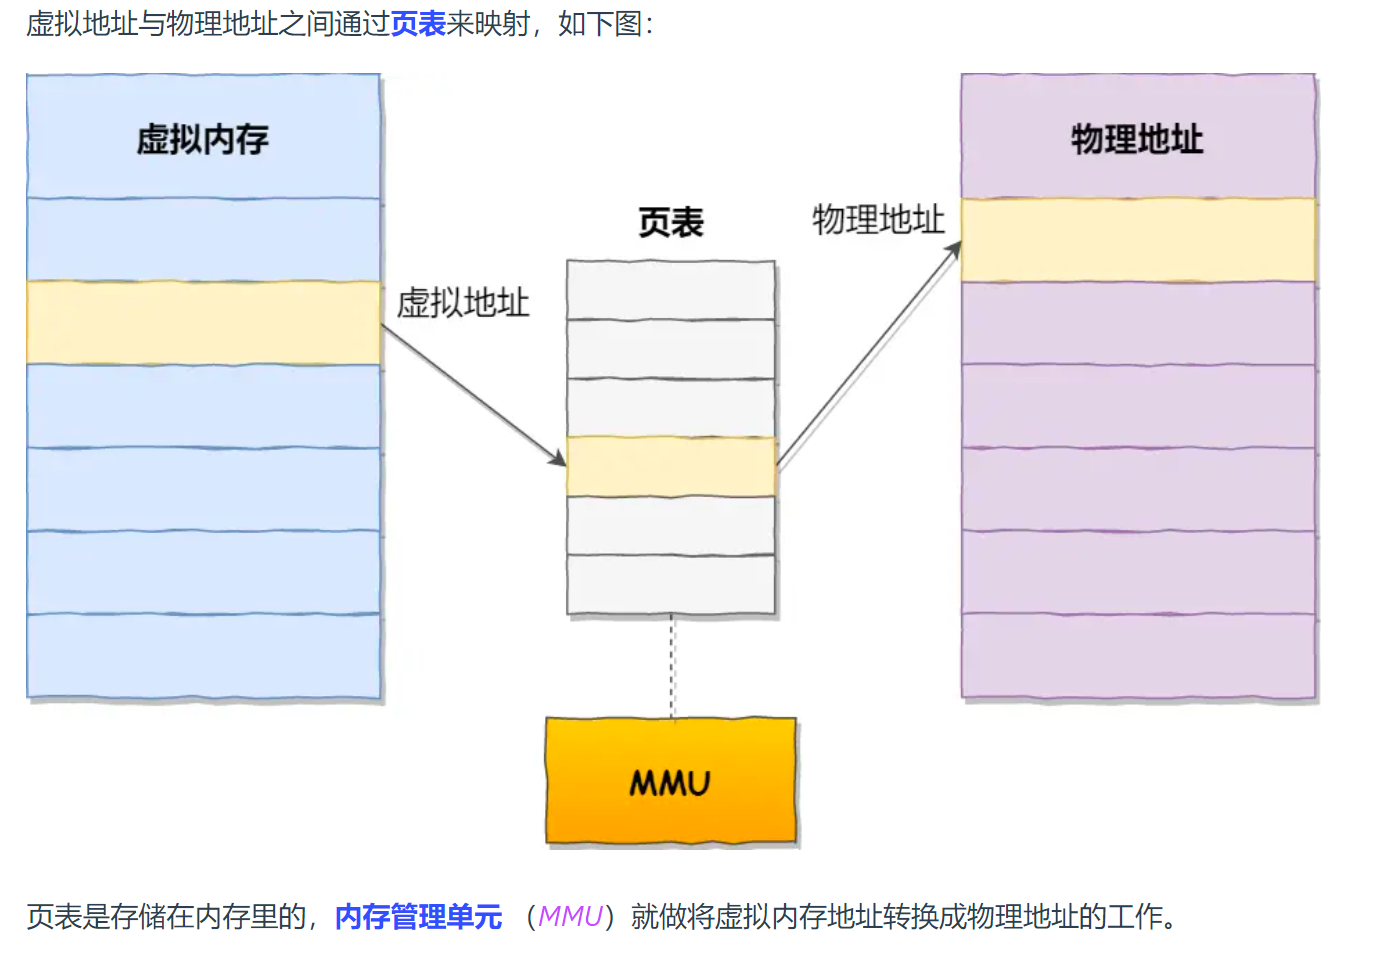 虚拟地址与物理地址之间通过页表来映射，如下图：
虚拟内存
物理地址
页表
物理地址
虚拟地址
MMU
页表是存储在内存里的，内存管理单元 （MMU）就做将虚拟内存地址转换成物理地址的工作。